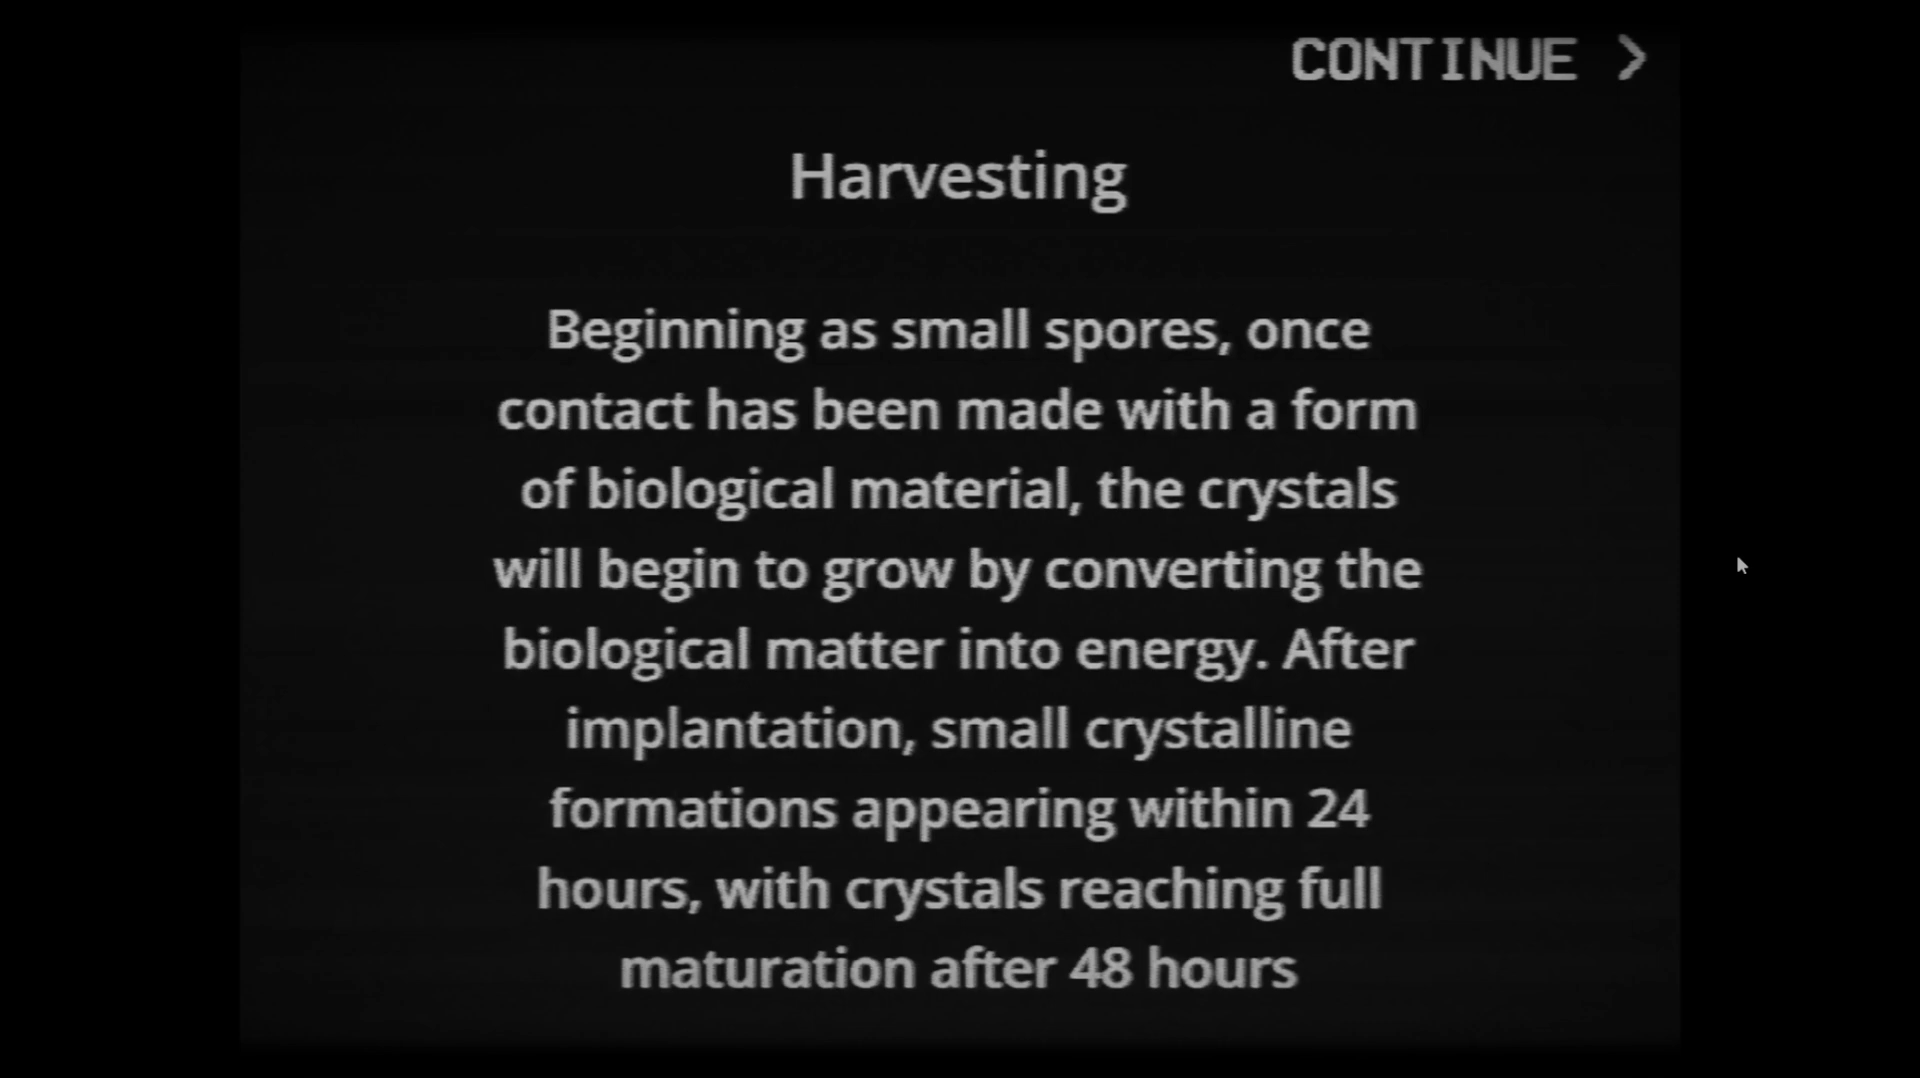 CONTINUE >
Harvesting
Beginning as small spores, once
contact has been made with a form
of biological material, the crystals
will begin to grow by converting the
biological matter into energy. After
implantation, small crystalline
formations appearing within 24
hours, with crystals reaching full
maturation after 48 hours